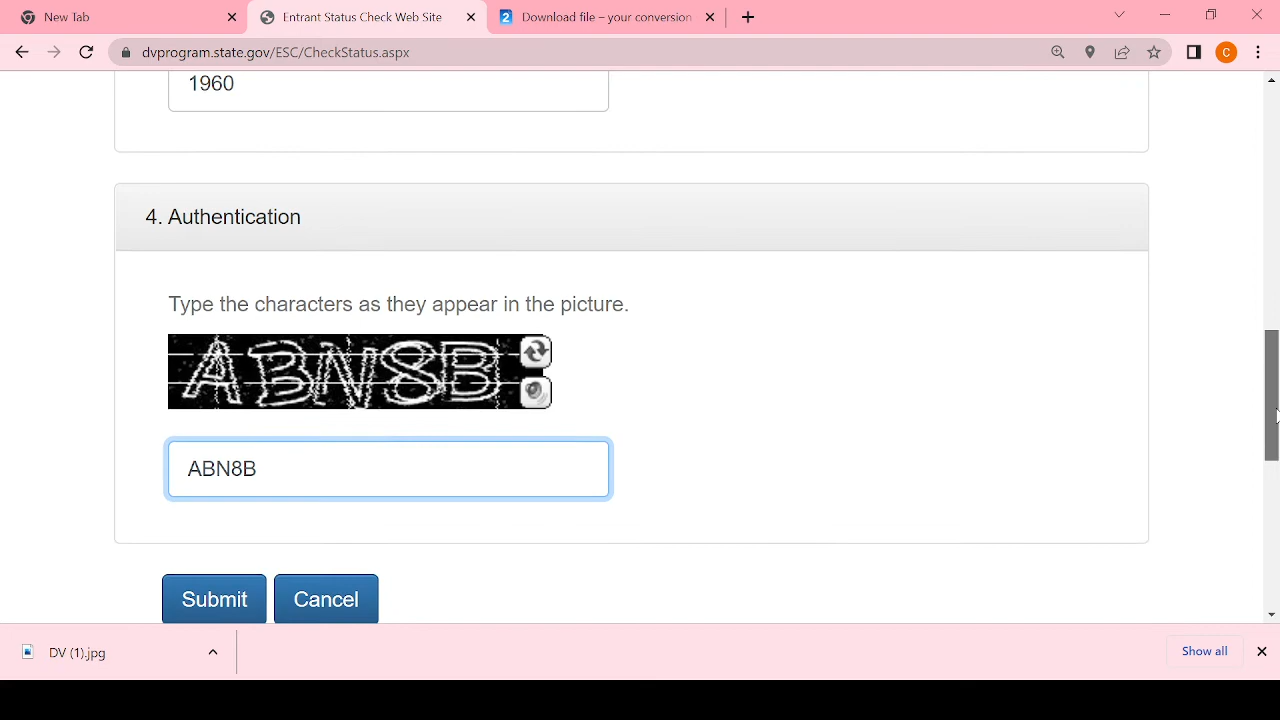 New Tab
Entrant Status Check Web Site
2 Download file – your conversion
dvprogram.state.gov/ESC/CheckStatus.aspx
C
1960
4. Authentication
Type the characters as they appear in the picture.
ABN8B
ABN8B
Submit Cancel
DV (1).jpg
Show all